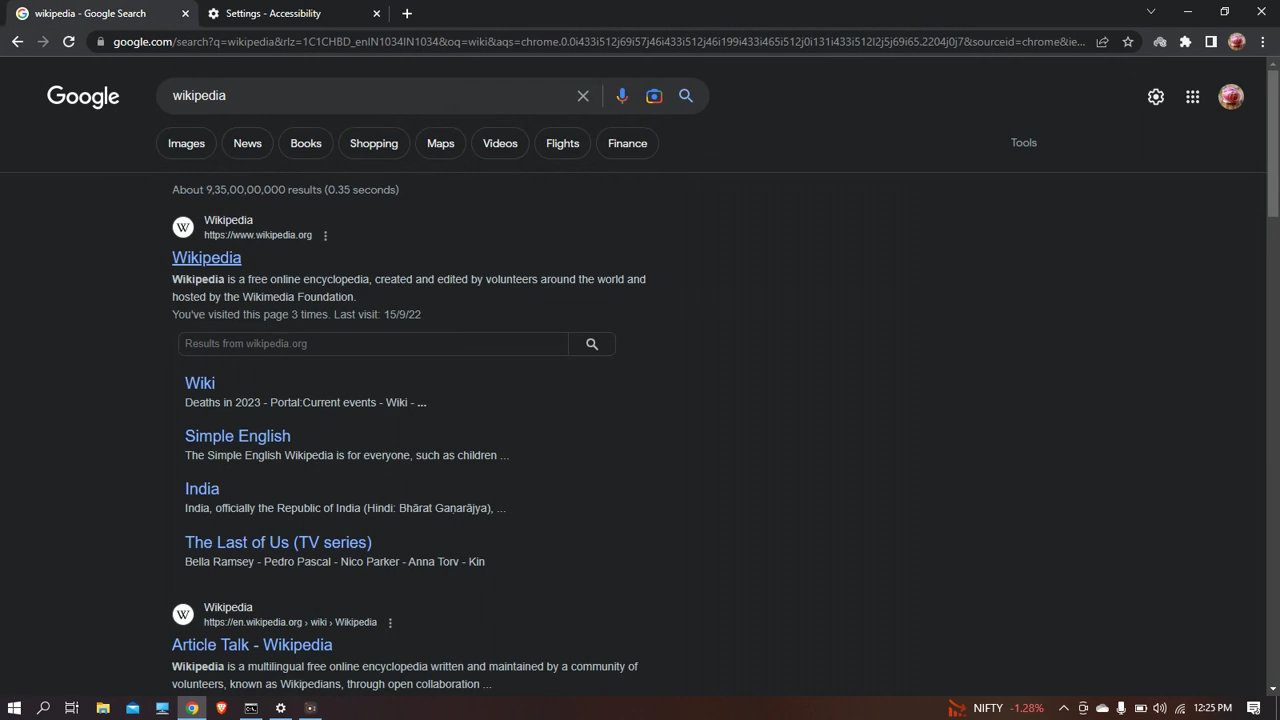 wikipedia - Google Search
Settings - Accessibility
google.com/search?q=wikipedia&rlz=1C1CHBD_enIN1034IN1034&oq=wiki&aqs=chrome.0.0i433i512j69i57j46i433i512j46i199i433i465i512j0i131i433i512l2j5j69i65.2204j0j7&sourceid=chrome&ie...
Google
wikipedia
Images
News
Books
Shopping
Maps
Videos
Flights
Finance
Tools
About 9,35,00,00,000 results (0.35 seconds)
W
Wikipedia
https://www.wikipedia.org
Wikipedia
Wikipedia is a free online encyclopedia, created and edited by volunteers around the world and
hosted by the Wikimedia Foundation.
You've visited this page 3 times. Last visit: 15/9/22
Results from wikipedia.org
Wiki
Deaths in 2023 - Portal:Current events - Wiki - ...
Simple English
The Simple English Wikipedia is for everyone, such as children ...
India
India, officially the Republic of India (Hindi: Bhārat Gaṇarājya), ...
The Last of Us (TV series)
Bella Ramsey - Pedro Pascal - Nico Parker - Anna Torv - Kin
W
Wikipedia
https://en.wikipedia.org › wiki › Wikipedia
Article Talk - Wikipedia
Wikipedia is a multilingual free online encyclopedia written and maintained by a community of
volunteers, known as Wikipedians, through open collaboration ...
NIFTY -1.28%
12:25 PM